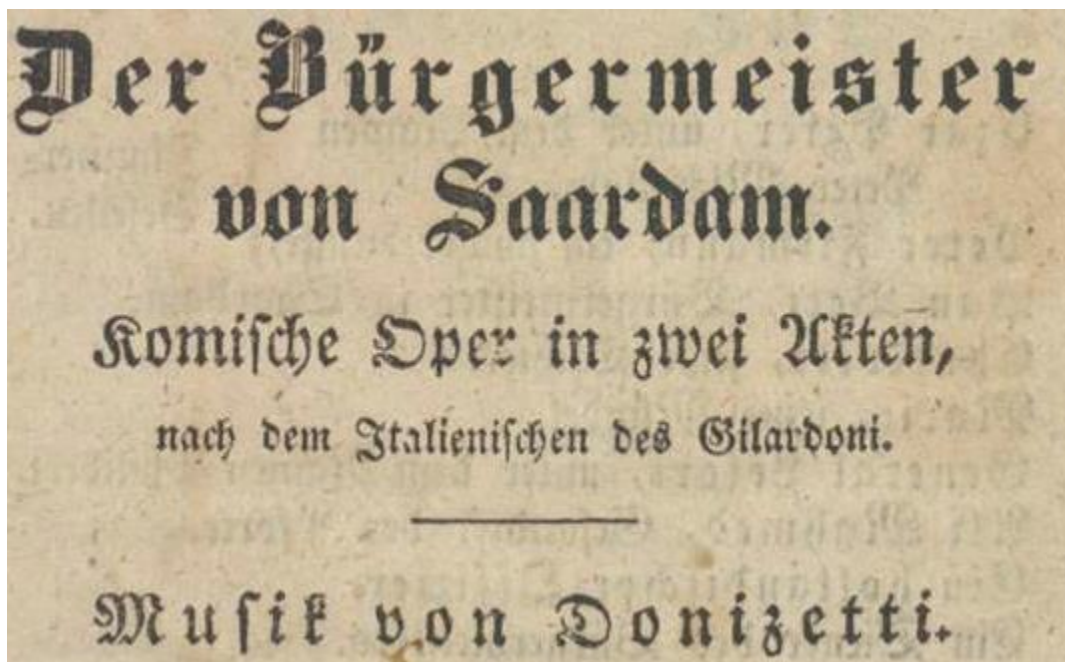 Der Bürgermeister
von Saardam.
Komische Oper in zwei Akten,
nach dem Italienischen des Gilardoni.
Musik von Donizetti.